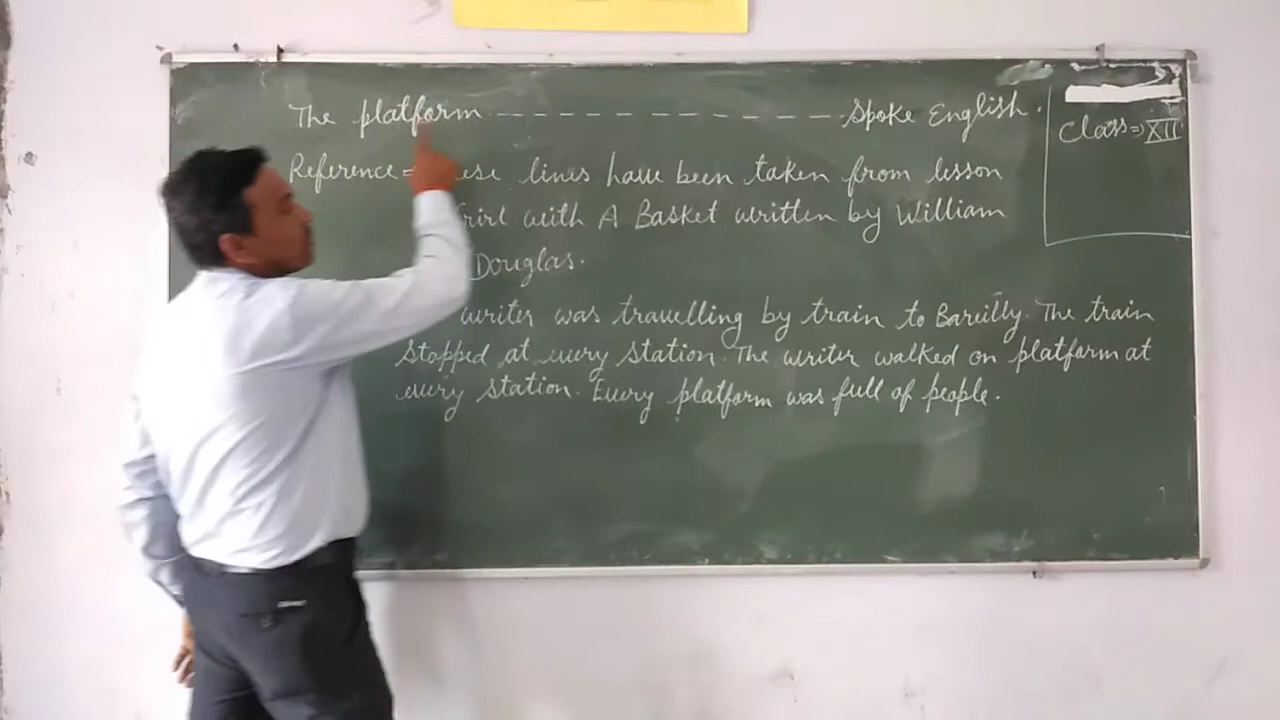 The platform - - - - - - - - - - - - - - Spoke English.
Class => XII
Reference = ese lines have been taken from lesson
Girl with A Basket written by William
Douglas.
writer was travelling by train to Bareilly. The train
stopped at every station. The writer walked on platform at
every station. Every platform was full of people.